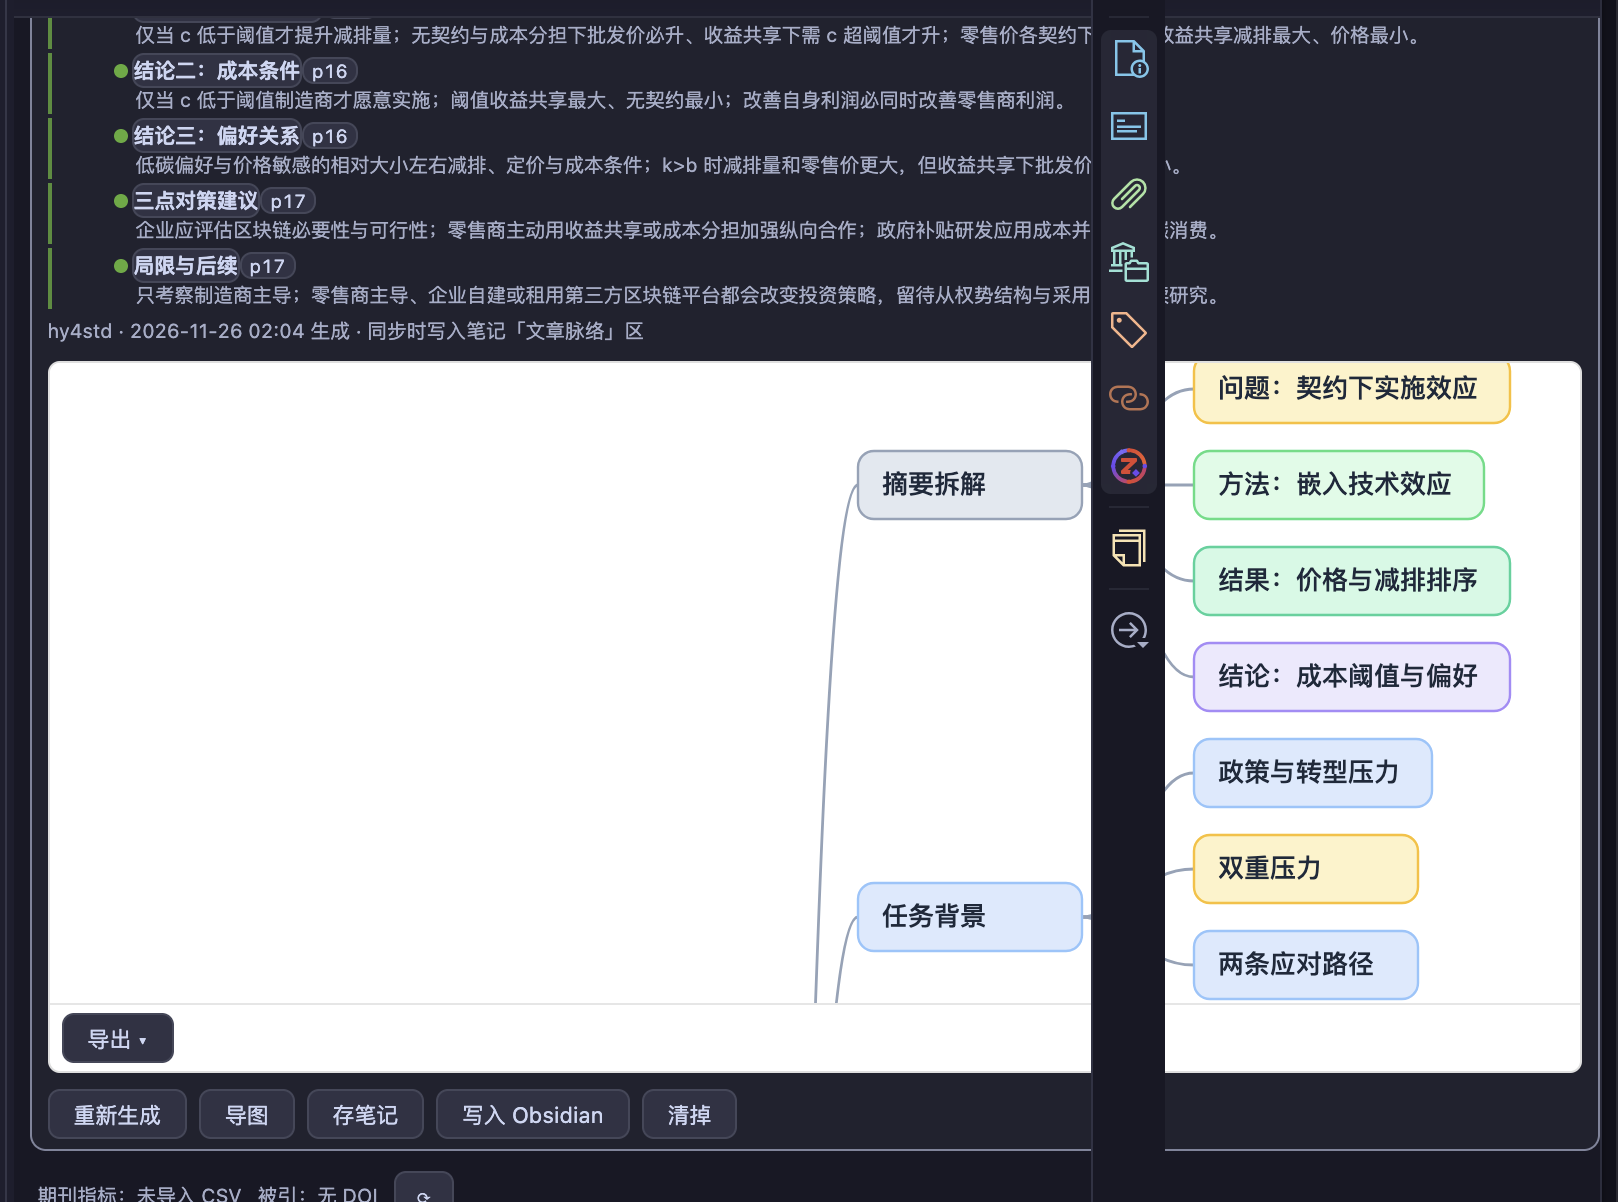 仅当 c 低于阈值才提升减排量；无契约与成本分担下批发价必升、收益共享下需 c 超阈值才升；零售价各契约下 收益共享减排最大、价格最小。
结论二：成本条件 p16
仅当 c 低于阈值制造商才愿意实施；阈值收益共享最大、无契约最小；改善自身利润必同时改善零售商利润。
结论三：偏好关系 p16
低碳偏好与价格敏感的相对大小左右减排、定价与成本条件；k>b 时减排量和零售价更大，但收益共享下批发价 。
三点对策建议 p17
企业应评估区块链必要性与可行性；零售商主动用收益共享或成本分担加强纵向合作；政府补贴研发应用成本并 消费。
局限与后续 p17
只考察制造商主导；零售商主导、企业自建或租用第三方区块链平台都会改变投资策略，留待从权势结构与采用 研究。
hy4std · 2026-11-26 02:04 生成 · 同步时写入笔记「文章脉络」区
问题：契约下实施效应
摘要拆解
方法：嵌入技术效应
结果：价格与减排排序
结论：成本阈值与偏好
政策与转型压力
双重压力
任务背景
两条应对路径
导出 ▾
重新生成 导图 存笔记 写入 Obsidian 清掉
期刊指标：未导入 CSV 被引：无 DOI ⟳